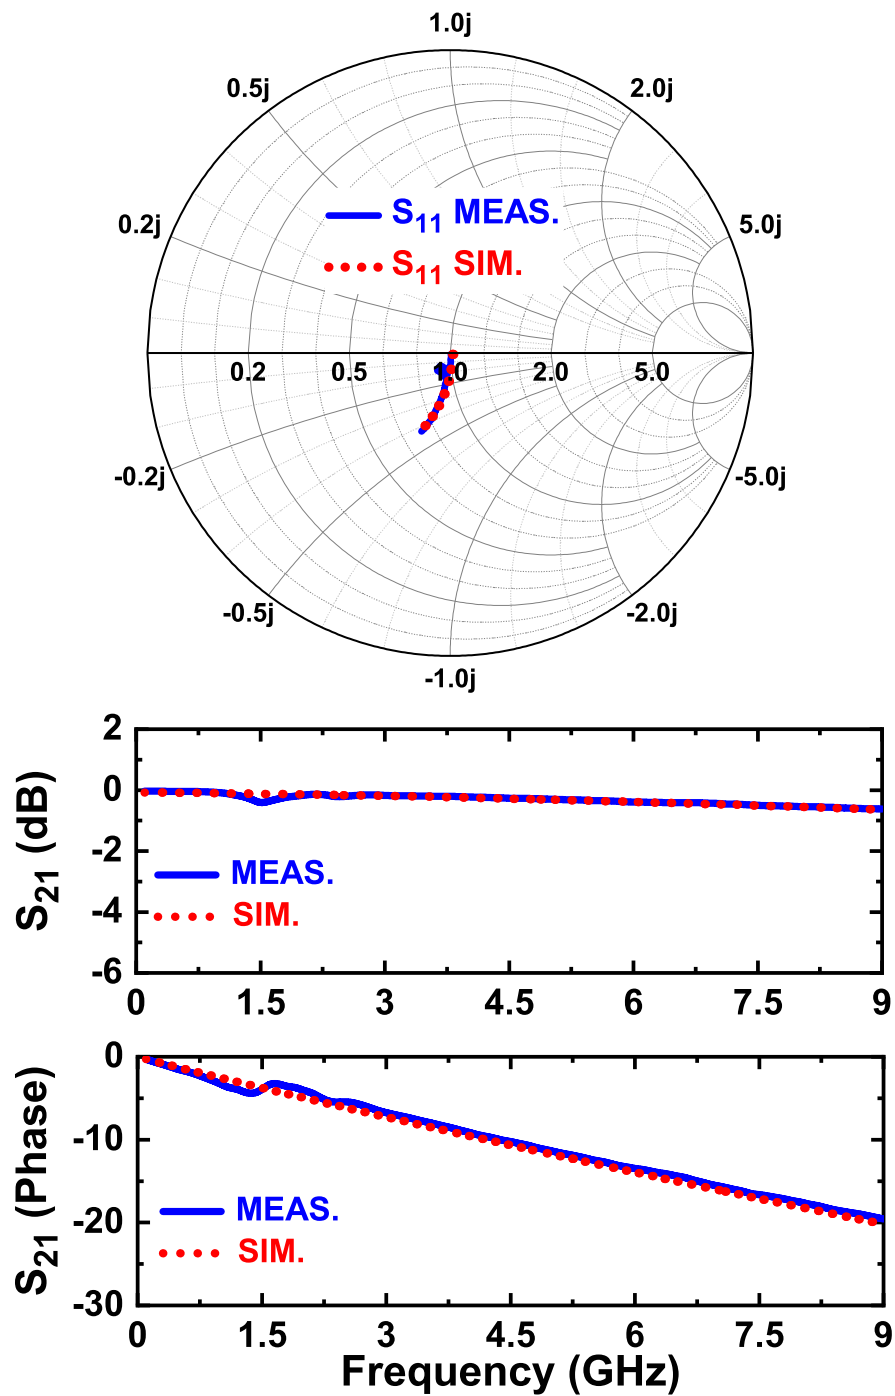 1.0j
0.5j 2.0j
S11 MEAS.
0.2j 5.0j
S11 SIM.
0.2 0.5 1.0 2.0 5.0
-0.2j -5.0j
-0.5j -2.0j
-1.0j
2
0
-2
-4
-6
S21 (dB)
MEAS.
SIM.
0 1.5 3 4.5 6 7.5 9
0
-10
-20
-30
S21 (Phase)
MEAS.
SIM.
0 1.5 3 4.5 6 7.5 9
Frequency (GHz)